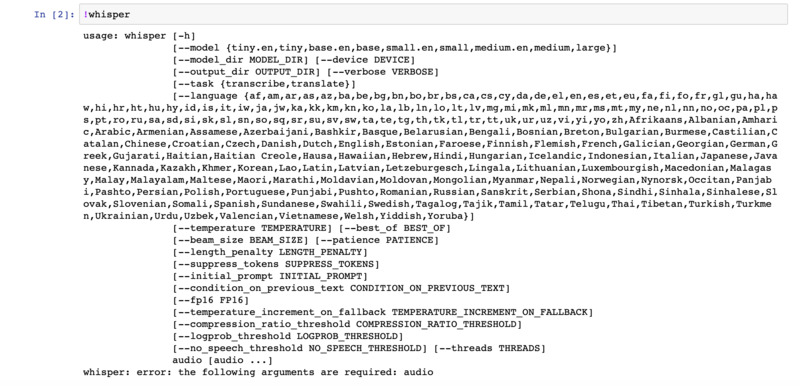 In [2]: !whisper
usage: whisper [-h]
[--model {tiny.en,tiny,base.en,base,small.en,small,medium.en,medium,large}]
[--model_dir MODEL_DIR] [--device DEVICE]
[--output_dir OUTPUT_DIR] [--verbose VERBOSE]
[--task {transcribe,translate}]
[--language {af,am,ar,as,az,ba,be,bg,bn,bo,br,bs,ca,cs,cy,da,de,el,en,es,et,eu,fa,fi,fo,fr,gl,gu,ha,ha
w,hi,hr,ht,hu,hy,id,is,it,iw,ja,jw,ka,kk,km,kn,ko,la,lb,ln,lo,lt,lv,mg,mi,mk,ml,mn,mr,ms,mt,my,ne,nl,nn,no,oc,pa,pl,p
s,pt,ro,ru,sa,sd,si,sk,sl,sn,so,sq,sr,su,sv,sw,ta,te,tg,th,tk,tl,tr,tt,uk,ur,uz,vi,yi,yo,zh,Afrikaans,Albanian,Amhari
c,Arabic,Armenian,Assamese,Azerbaijani,Bashkir,Basque,Belarusian,Bengali,Bosnian,Breton,Bulgarian,Burmese,Castilian,C
atalan,Chinese,Croatian,Czech,Danish,Dutch,English,Estonian,Faroese,Finnish,Flemish,French,Galician,Georgian,German,G
reek,Gujarati,Haitian,Haitian Creole,Hausa,Hawaiian,Hebrew,Hindi,Hungarian,Icelandic,Indonesian,Italian,Japanese,Java
nese,Kannada,Kazakh,Khmer,Korean,Lao,Latin,Latvian,Letzeburgesch,Lingala,Lithuanian,Luxembourgish,Macedonian,Malagas
y,Malay,Malayalam,Maltese,Maori,Marathi,Moldavian,Moldovan,Mongolian,Myanmar,Nepali,Norwegian,Nynorsk,Occitan,Panjab
i,Pashto,Persian,Polish,Portuguese,Punjabi,Pushto,Romanian,Russian,Sanskrit,Serbian,Shona,Sindhi,Sinhala,Sinhalese,Sl
ovak,Slovenian,Somali,Spanish,Sundanese,Swahili,Swedish,Tagalog,Tajik,Tamil,Tatar,Telugu,Thai,Tibetan,Turkish,Turkme
n,Ukrainian,Urdu,Uzbek,Valencian,Vietnamese,Welsh,Yiddish,Yoruba}]
[--temperature TEMPERATURE] [--best_of BEST_OF]
[--beam_size BEAM_SIZE] [--patience PATIENCE]
[--length_penalty LENGTH_PENALTY]
[--suppress_tokens SUPPRESS_TOKENS]
[--initial_prompt INITIAL_PROMPT]
[--condition_on_previous_text CONDITION_ON_PREVIOUS_TEXT]
[--fp16 FP16]
[--temperature_increment_on_fallback TEMPERATURE_INCREMENT_ON_FALLBACK]
[--compression_ratio_threshold COMPRESSION_RATIO_THRESHOLD]
[--logprob_threshold LOGPROB_THRESHOLD]
[--no_speech_threshold NO_SPEECH_THRESHOLD] [--threads THREADS]
audio [audio ...]
whisper: error: the following arguments are required: audio